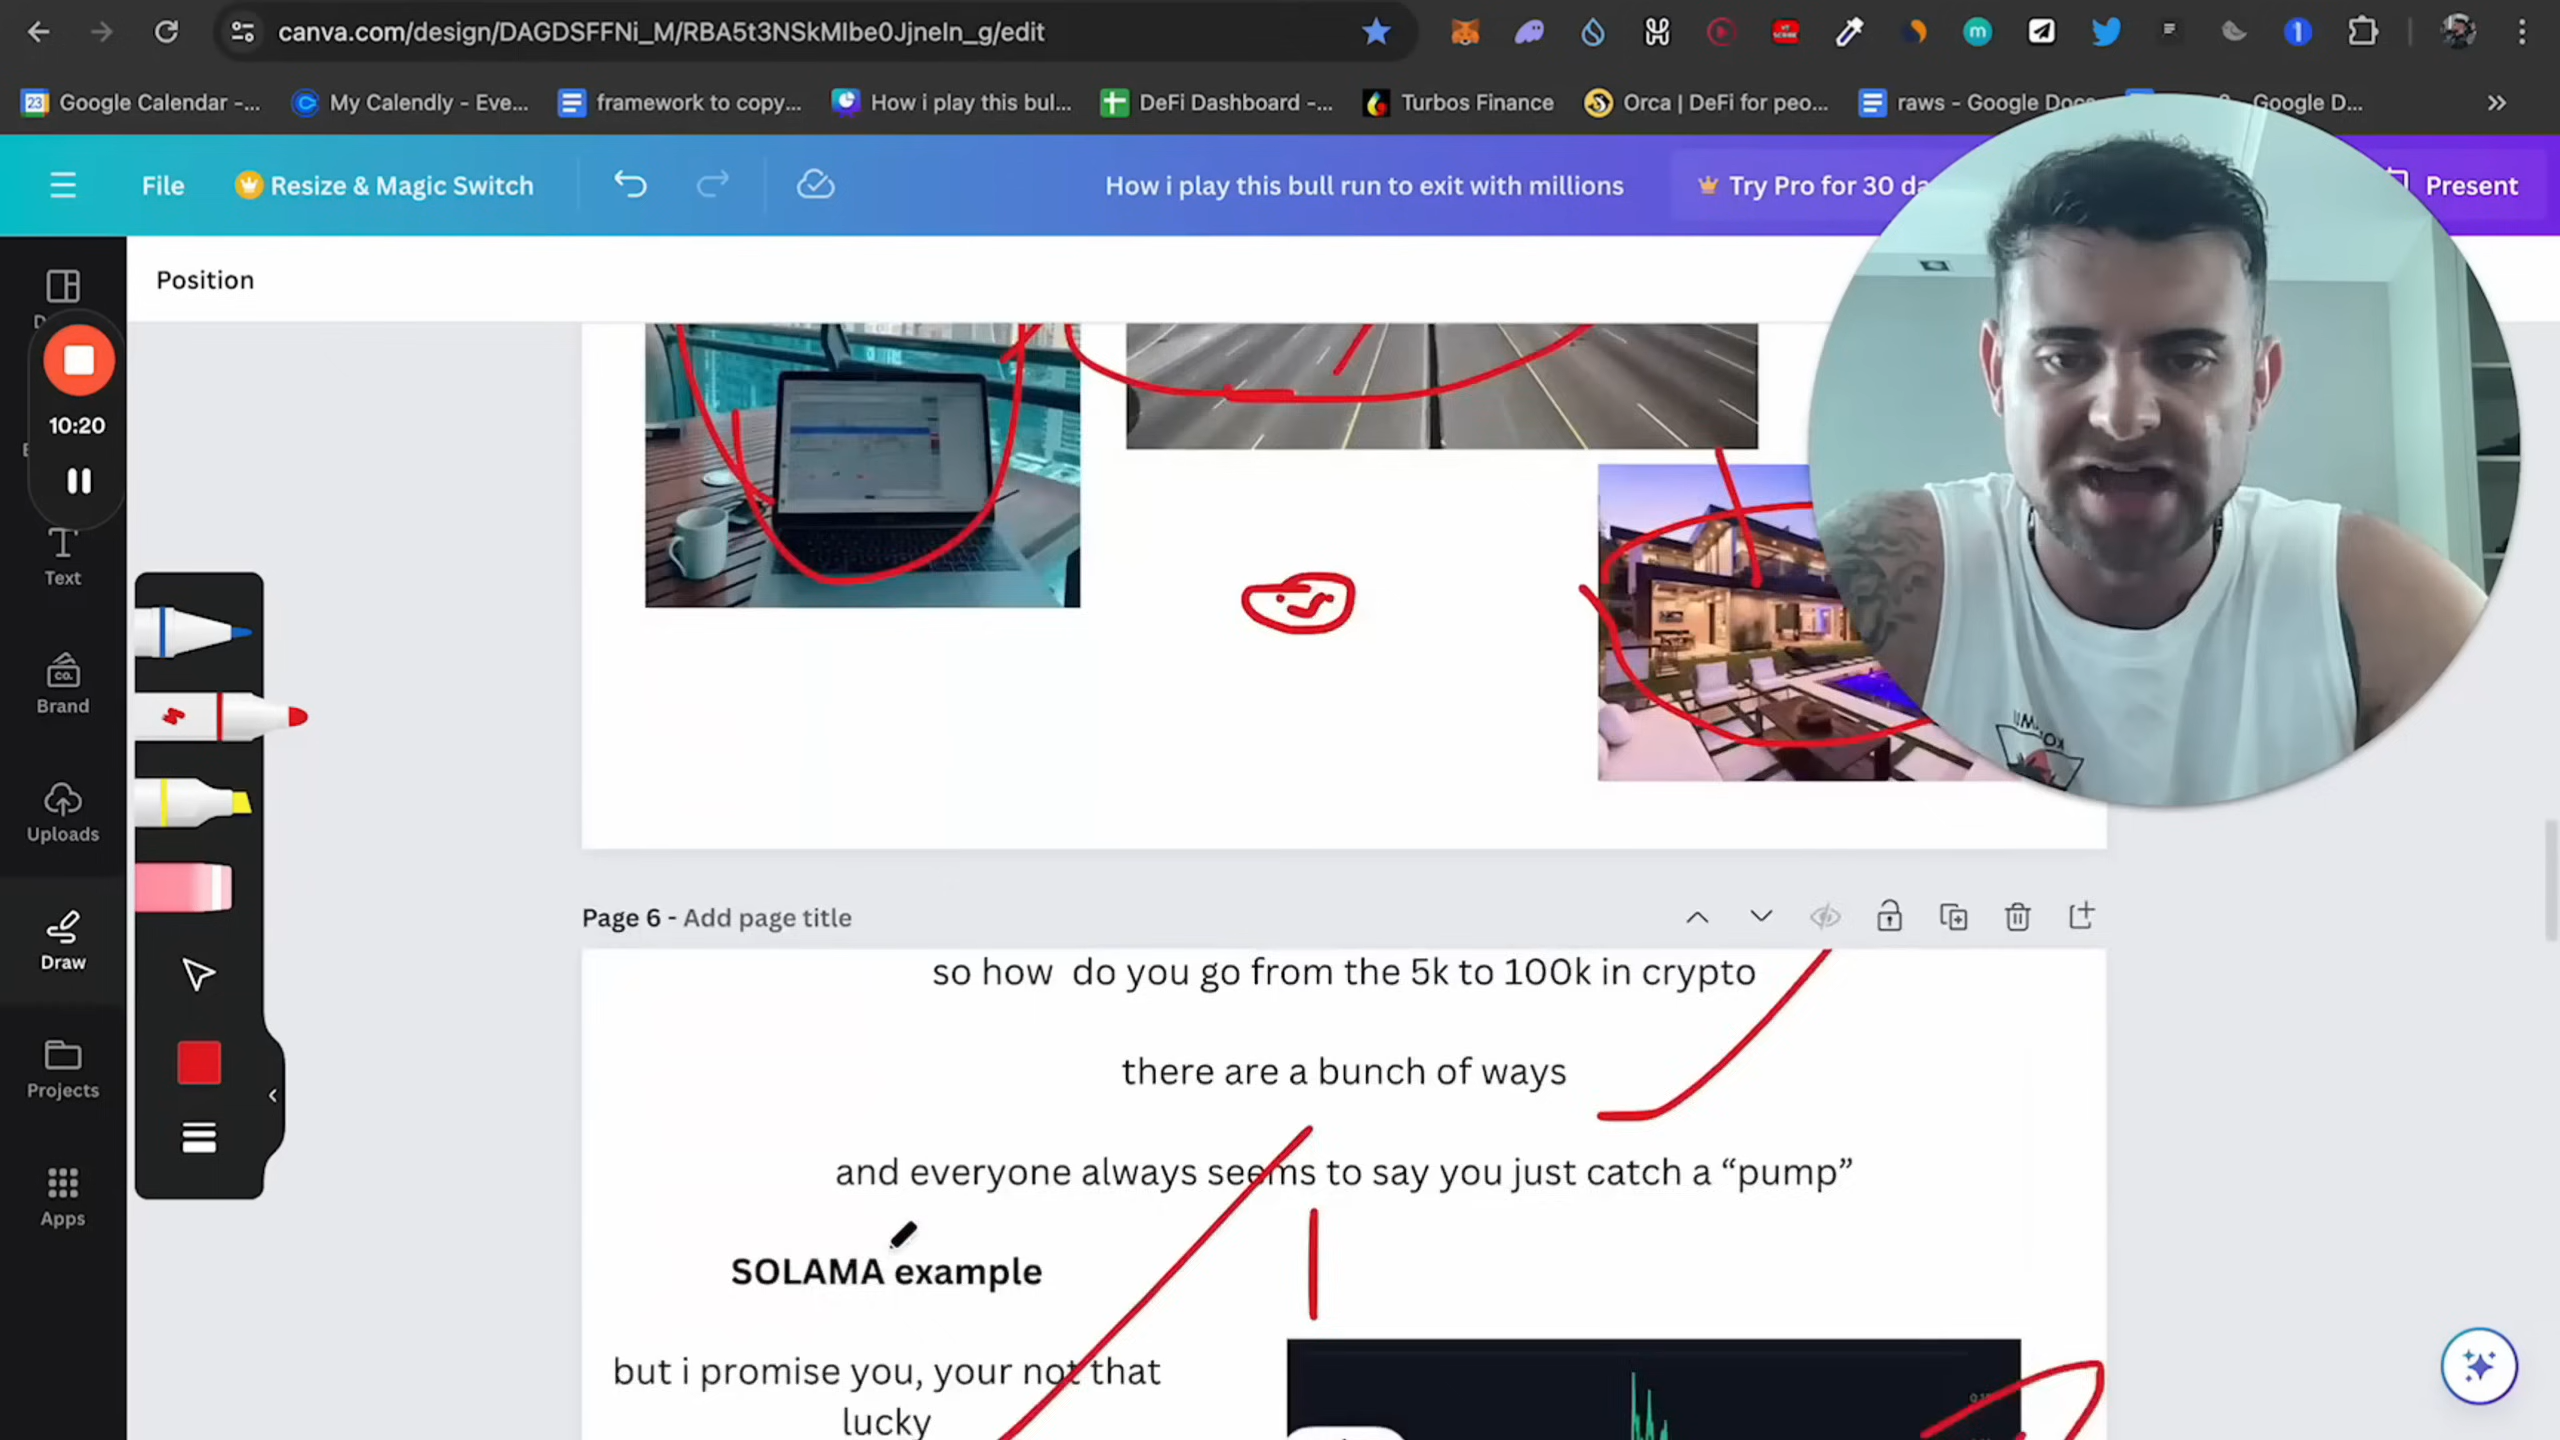 canva.com/design/DAGDSFFNi_M/RBA5t3NSkMIbe0JjneIn_g/edit
Google Calendar -...
My Calendly - Eve...
framework to copy...
How i play this bul...
DeFi Dashboard -...
Turbos Finance
Orca | DeFi for peo...
raws - Google Docs
Google D...
File
Resize & Magic Switch
How i play this bull run to exit with millions
Try Pro for 30 da
Present
Position
10:20
Text
Brand
Uploads
Draw
Projects
Apps
Page 6 - Add page title
so how do you go from the 5k to 100k in crypto
there are a bunch of ways
and everyone always seems to say you just catch a “pump”
SOLAMA example
but i promise you, your not that
lucky